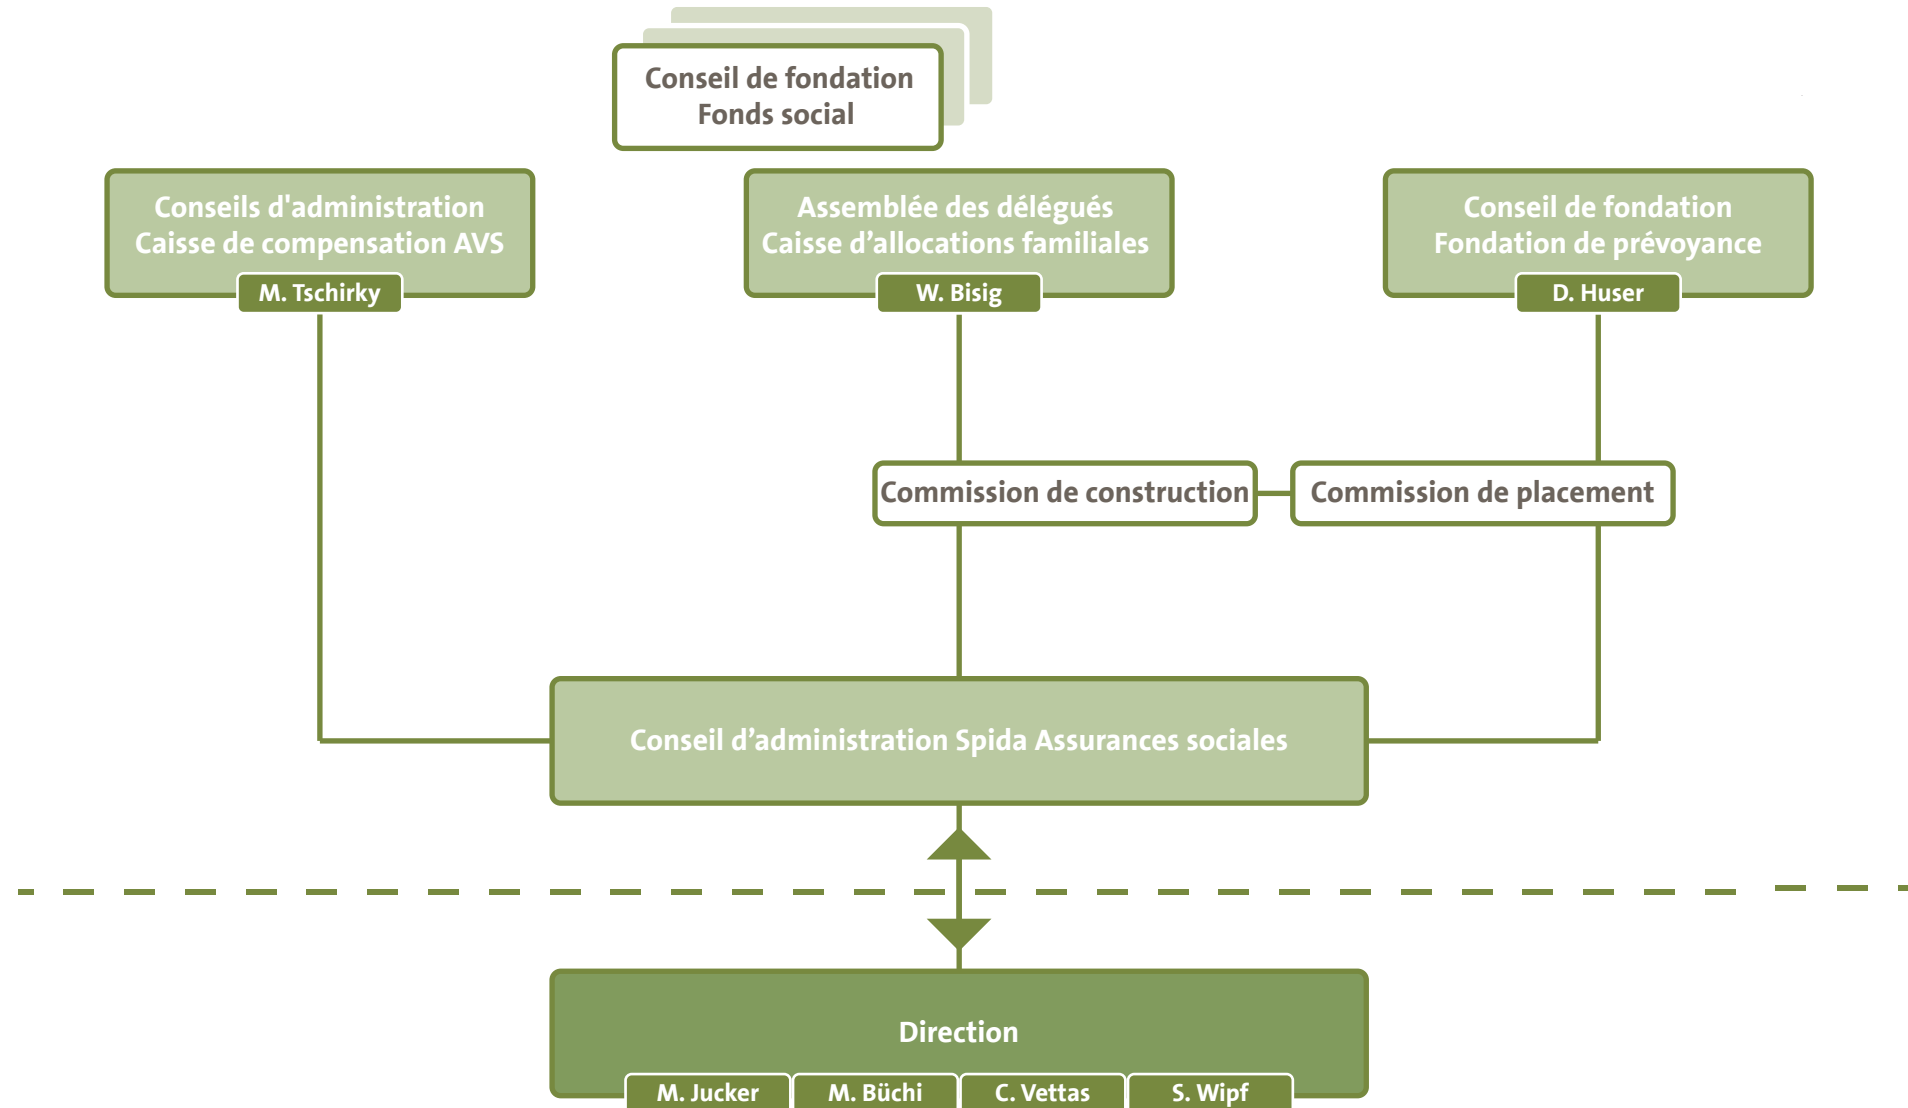 Conseil de fondation
Fonds social
Conseils d'administration
Caisse de compensation AVS
M. Tschirky
Assemblée des délégués
Caisse d’allocations familiales
W. Bisig
Conseil de fondation
Fondation de prévoyance
D. Huser
Commission de construction
Commission de placement
Conseil d’administration Spida Assurances sociales
Direction
M. Jucker
M. Büchi
C. Vettas
S. Wipf